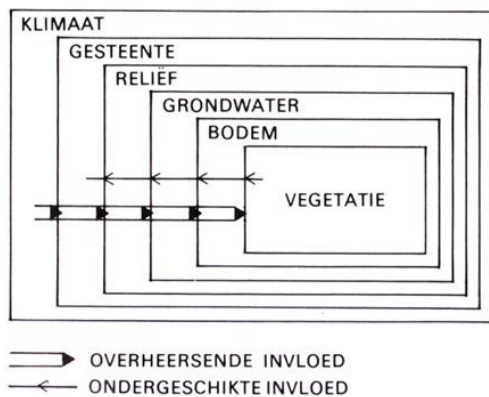 KLIMAAT
GESTEENTE
RELIËF
GRONDWATER
BODEM
VEGETATIE
OVERHEERSENDE INVLOED
ONDERGESCHIKTE INVLOED